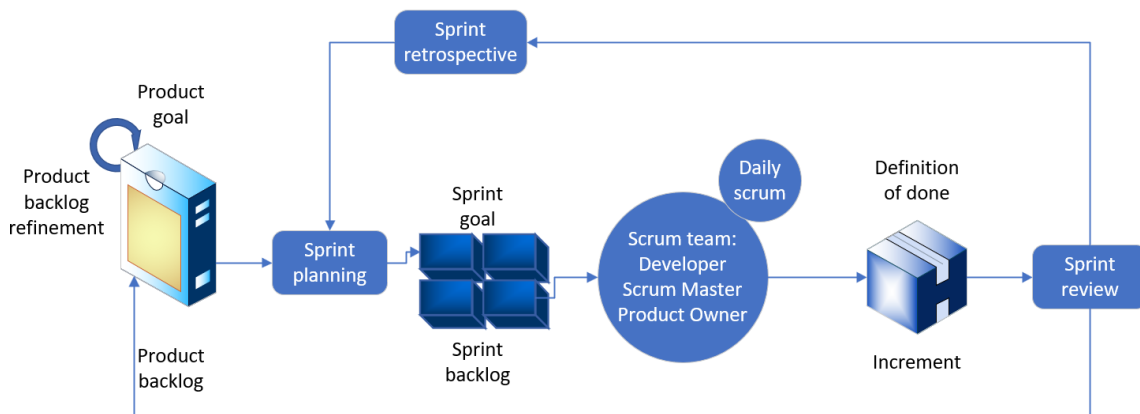 Sprint
retrospective
Product
goal
Product
backlog
refinement
Sprint
planning
Sprint
goal
Sprint
backlog
Daily
scrum
Scrum team:
Developer
Scrum Master
Product Owner
Definition
of done
Increment
Sprint
review
Product
backlog